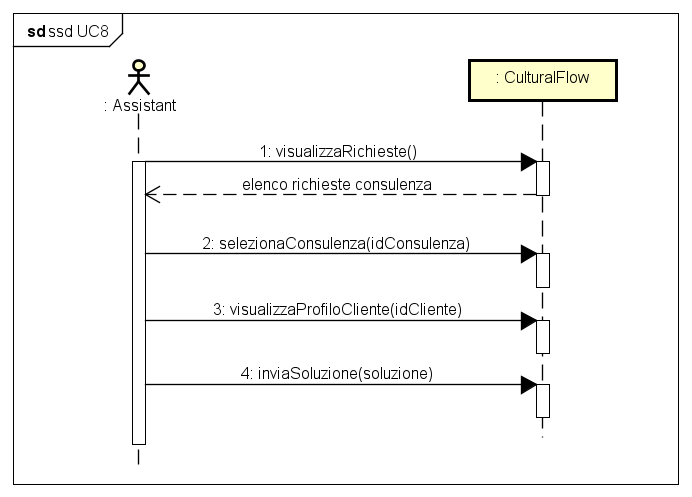 sd ssd UC8
: Assistant
: CulturalFlow
1: visualizzaRichieste()
elenco richieste consulenza
2: selezionaConsulenza(idConsulenza)
3: visualizzaProfiloCliente(idCliente)
4: inviaSoluzione(soluzione)